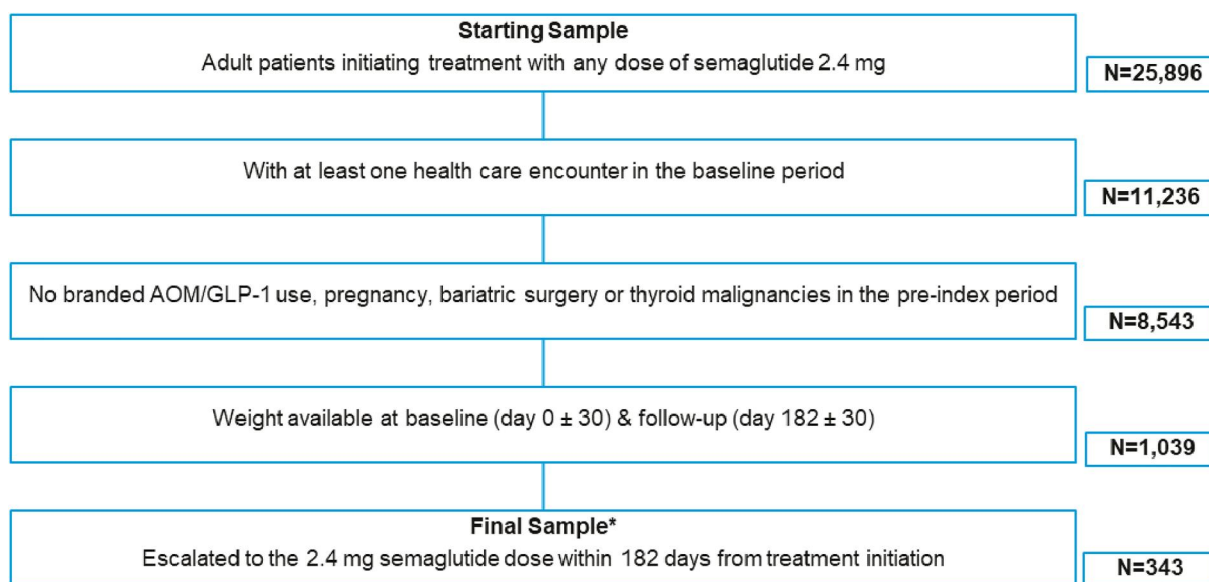 Starting Sample
Adult patients initiating treatment with any dose of semaglutide 2.4 mg
N=25,896
With at least one health care encounter in the baseline period
N=11,236
No branded AOM/GLP-1 use, pregnancy, bariatric surgery or thyroid malignancies in the pre-index period
N=8,543
Weight available at baseline (day 0 ± 30) & follow-up (day 182 ± 30)
N=1,039
Final Sample*
Escalated to the 2.4 mg semaglutide dose within 182 days from treatment initiation
N=343